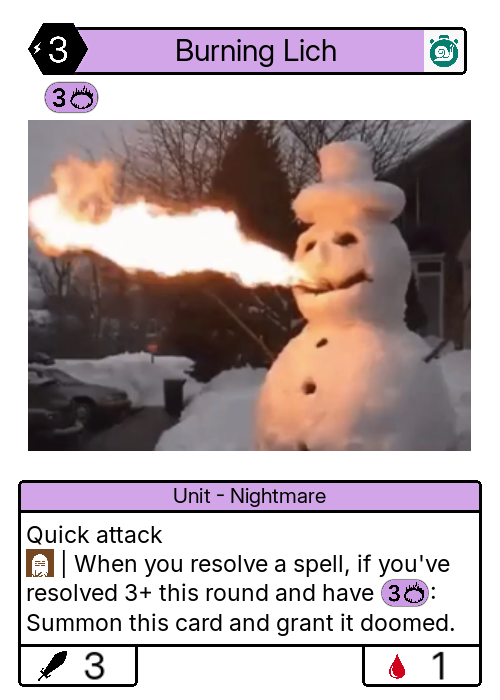 3
Burning Lich
3
Unit - Nightmare
Quick attack
| When you resolve a spell, if you've
resolved 3+ this round and have 3 :
Summon this card and grant it doomed.
3
1